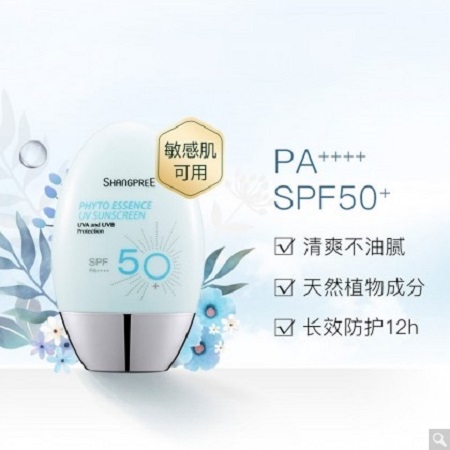 敏感肌
可用
SHANGPREE
PHYTO ESSENCE
UV SUNSCREEN
UVA and UVB
Protection
SPF
PA++++
50+
PA++++
SPF50+
清爽不油腻
天然植物成分
长效防护12h